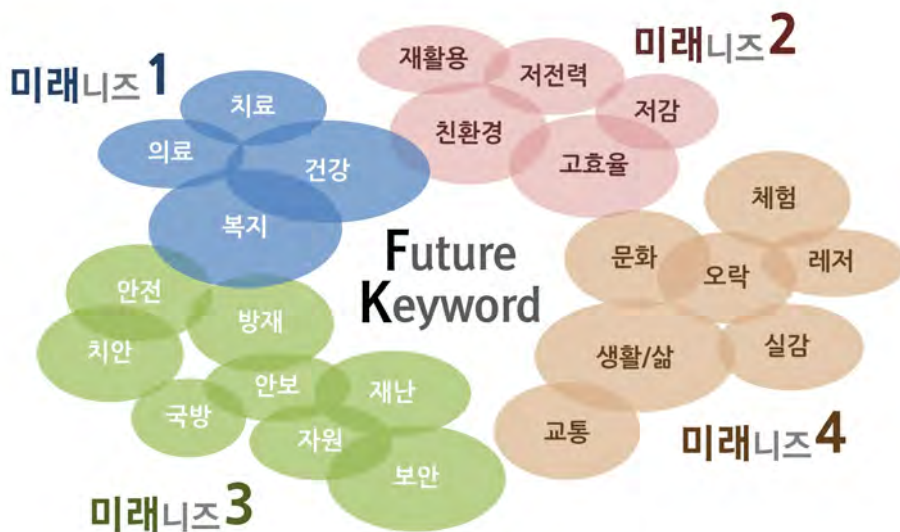 미래니즈1
치료
의료
건강
복지
미래니즈2
재활용
저전력
저감
친환경
고효율
Future
Keyword
안전
방재
치안
안보
재난
국방
자원
보안
미래니즈3
체험
문화
오락
레저
생활/삶
실감
교통
미래니즈4